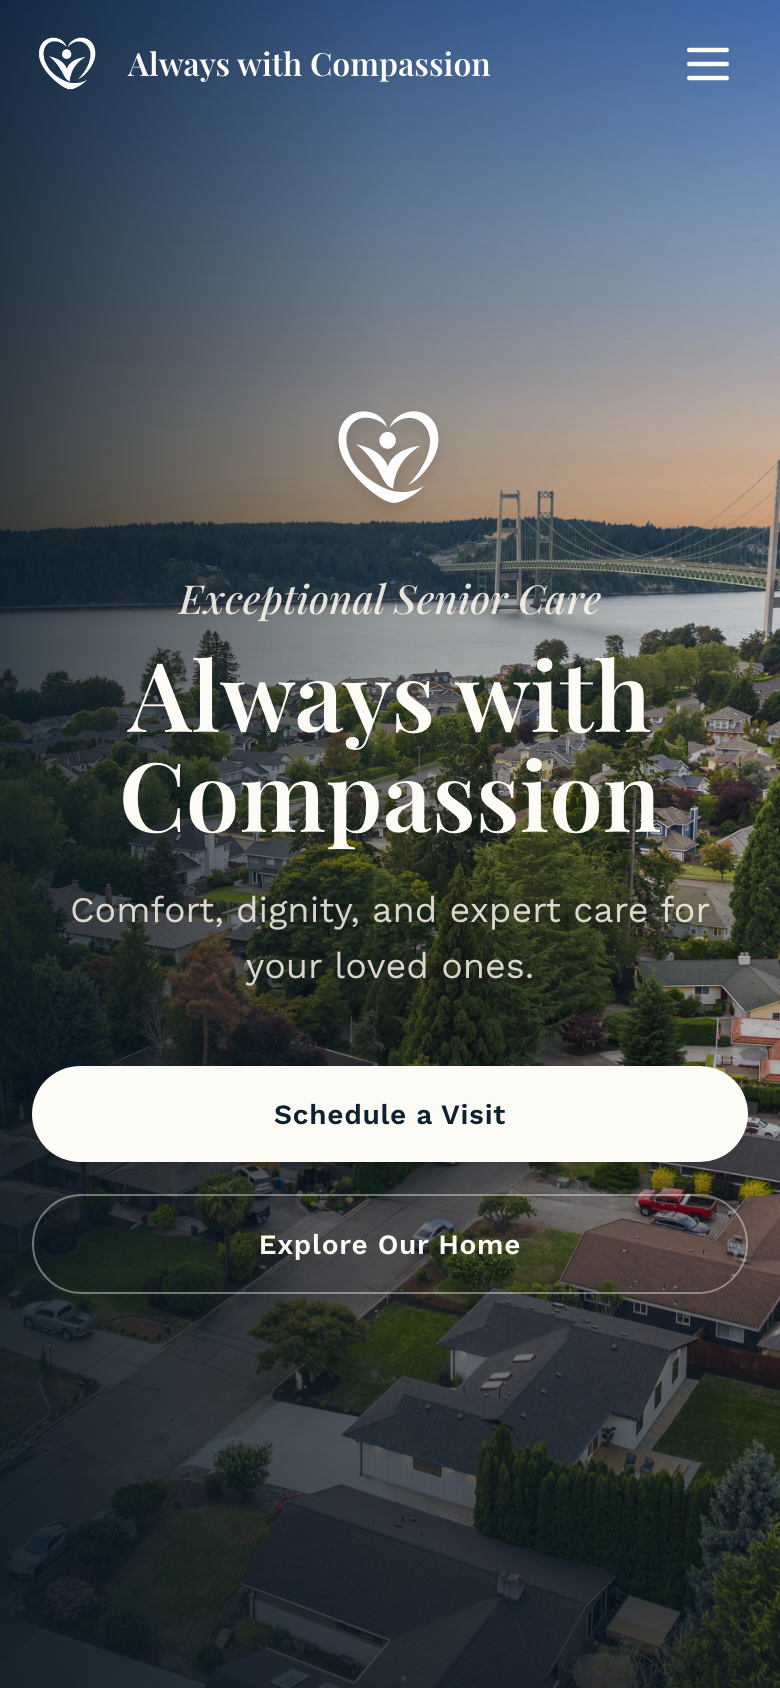 Always with Compassion
Exceptional Senior Care
Always with
Compassion
Comfort, dignity, and expert care for
your loved ones.
Schedule a Visit
Explore Our Home